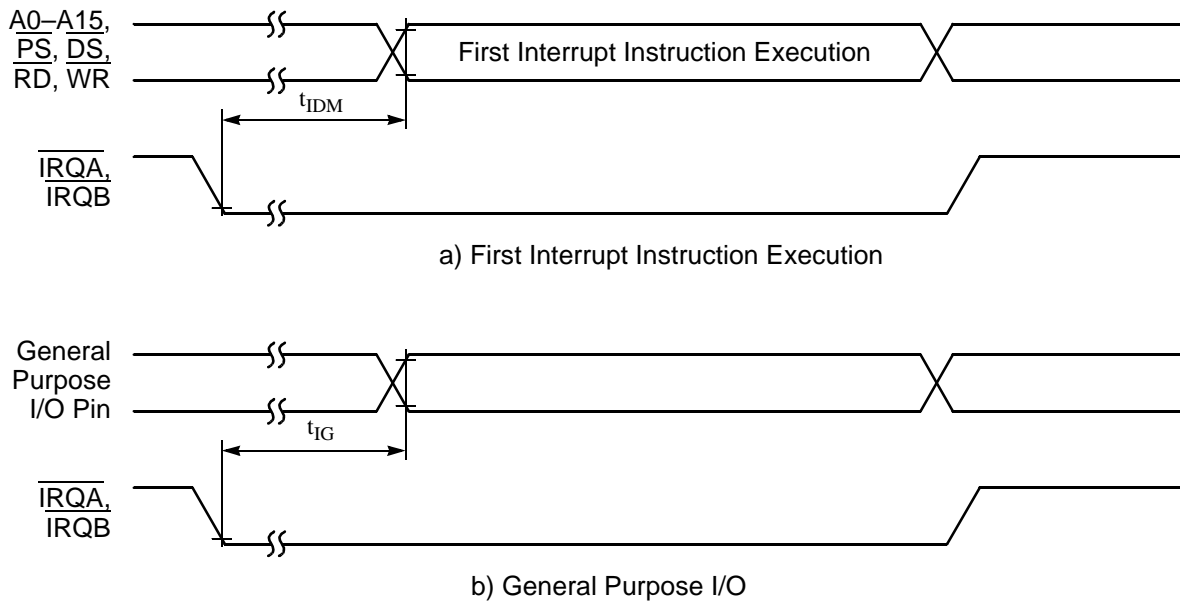 A0–A15,
PS, DS,
RD, WR
First Interrupt Instruction Execution
tIDM
IRQA,
IRQB
a) First Interrupt Instruction Execution
General
Purpose
I/O Pin
tIG
IRQA,
IRQB
b) General Purpose I/O